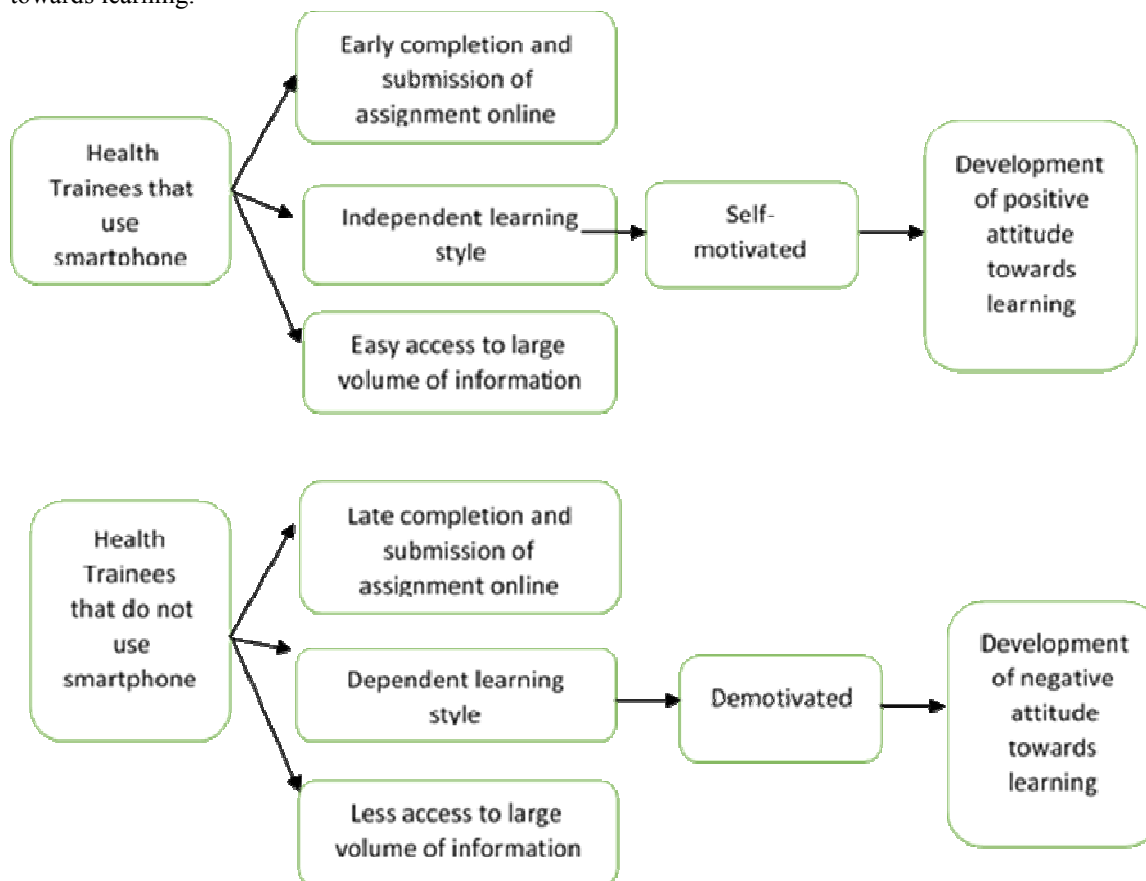 towards learning.
Early completion and
submission of
assignment online
Health
Trainees that
use
smartphone
Independent learning
style
Self-
motivated
Development
of positive
attitude
towards
learning
Easy access to large
volume of information
Late completion and
submission of
assignment online
Health
Trainees
that do not
use
smartphone
Dependent learning
style
Demotivated
Development
of negative
attitude
towards
learning
Less access to large
volume of information